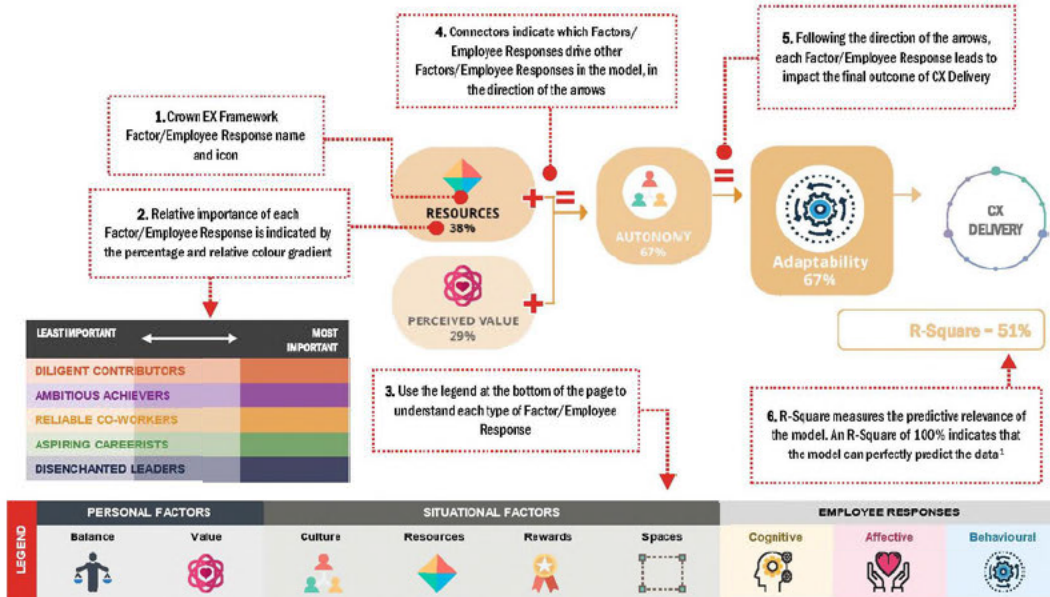 4. Connectors indicate which Factors/
Employee Responses drive other
Factors/Employee Responses in the model, in
the direction of the arrows
5. Following the direction of the arrows,
each Factor/Employee Response leads to
impact the final outcome of CX Delivery
1. Crown EX Framework
Factor/Employee Response name
and icon
2. Relative importance of each
Factor/Employee Response is indicated by
the percentage and relative colour gradient
RESOURCES
38%
+
=
PERCEIVED VALUE
29%
+
AUTONOMY
67%
=
Adaptability
67%
CX
DELIVERY
R-Square = 51%
LEAST IMPORTANT
MOST
IMPORTANT
DILIGENT CONTRIBUTORS
AMBITIOUS ACHIEVERS
RELIABLE CO-WORKERS
ASPIRING CAREERISTS
DISENCHANTED LEADERS
3. Use the legend at the bottom of the page to
understand each type of Factor/Employee
Response
6. R-Square measures the predictive relevance of
the model. An R-Square of 100% indicates that
the model can perfectly predict the data¹
LEGEND
PERSONAL FACTORS
SITUATIONAL FACTORS
EMPLOYEE RESPONSES
Balance
Value
Culture
Resources
Rewards
Spaces
Cognitive
Affective
Behavioural